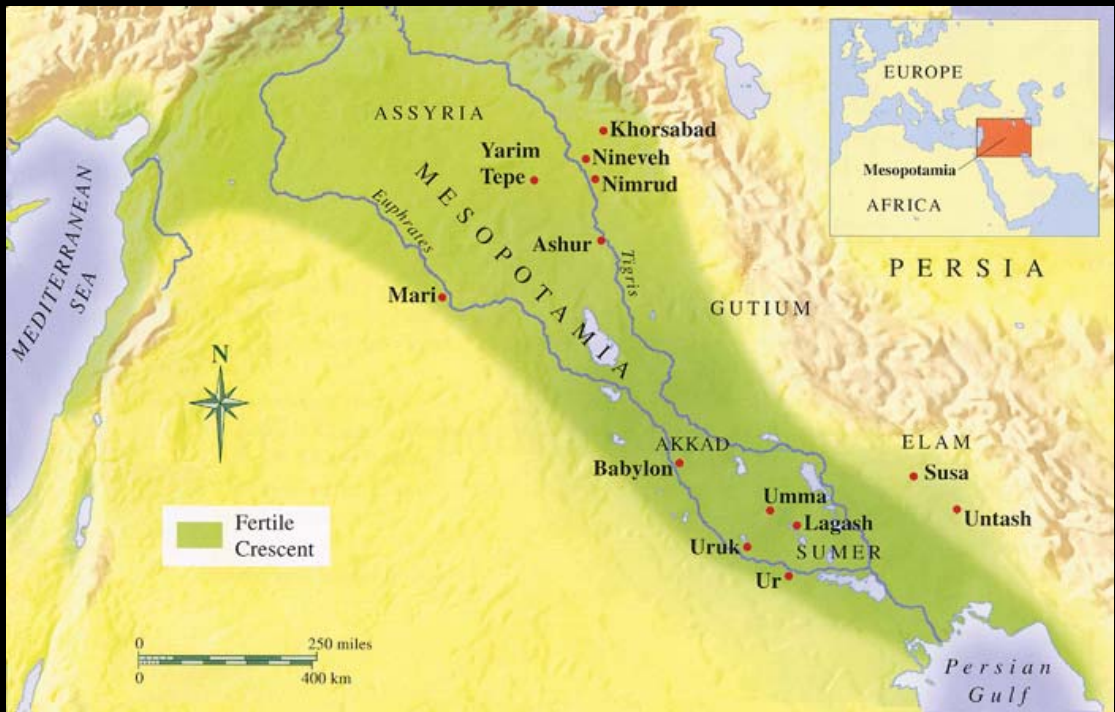 EUROPE
Mesopotamia
AFRICA
ASSYRIA
Khorsabad
Yarim
Tepe
Nineveh
Nimrud
MESOPOTAMIA
Euphrates
Ashur
Tigris
MEDITERRANEAN
SEA
Mari
GUTIUM
PERSIA
N
AKKAD
Babylon
ELAM
Susa
Umma
Lagash
Untash
Uruk
SUMER
Ur
Fertile
Crescent
0 250 miles
0 400 km
Persian
Gulf